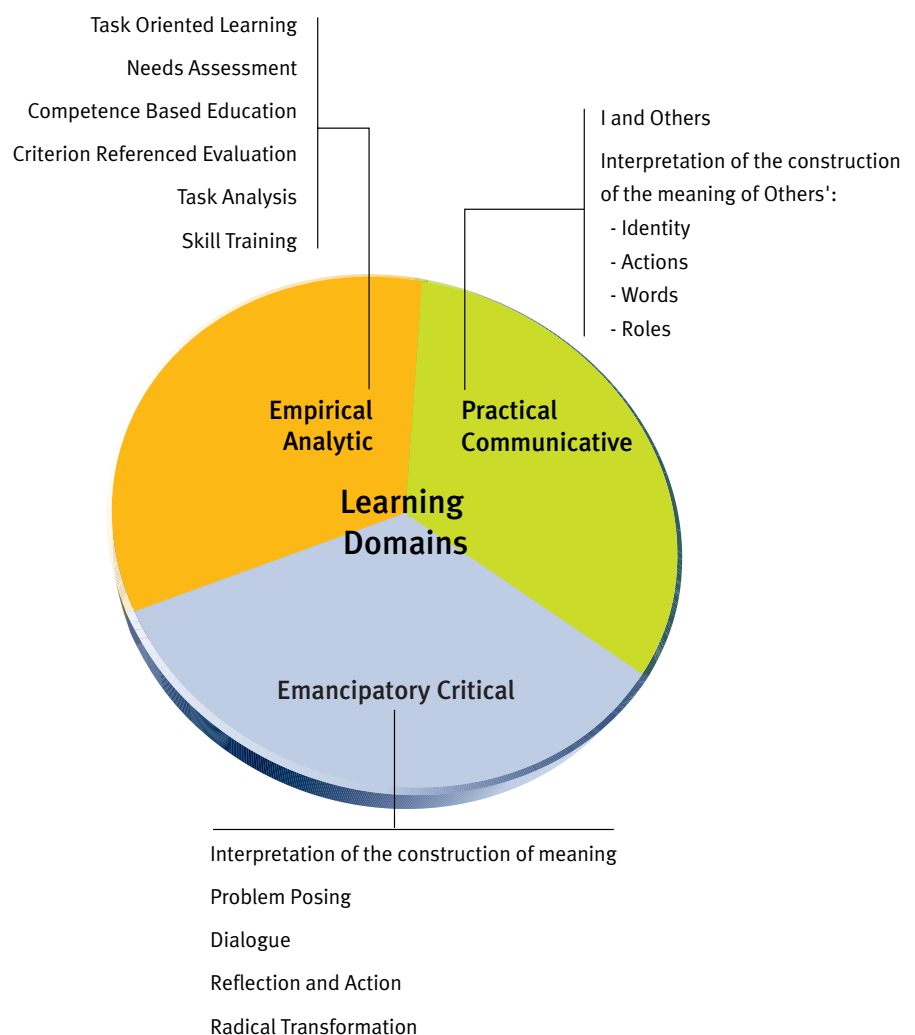 Task Oriented Learning
Needs Assessment
Competence Based Education
Criterion Referenced Evaluation
Task Analysis
Skill Training
I and Others
Interpretation of the construction
of the meaning of Others':
- Identity
- Actions
- Words
- Roles
Empirical
Analytic
Practical
Communicative
Learning
Domains
Emancipatory Critical
Interpretation of the construction of meaning
Problem Posing
Dialogue
Reflection and Action
Radical Transformation